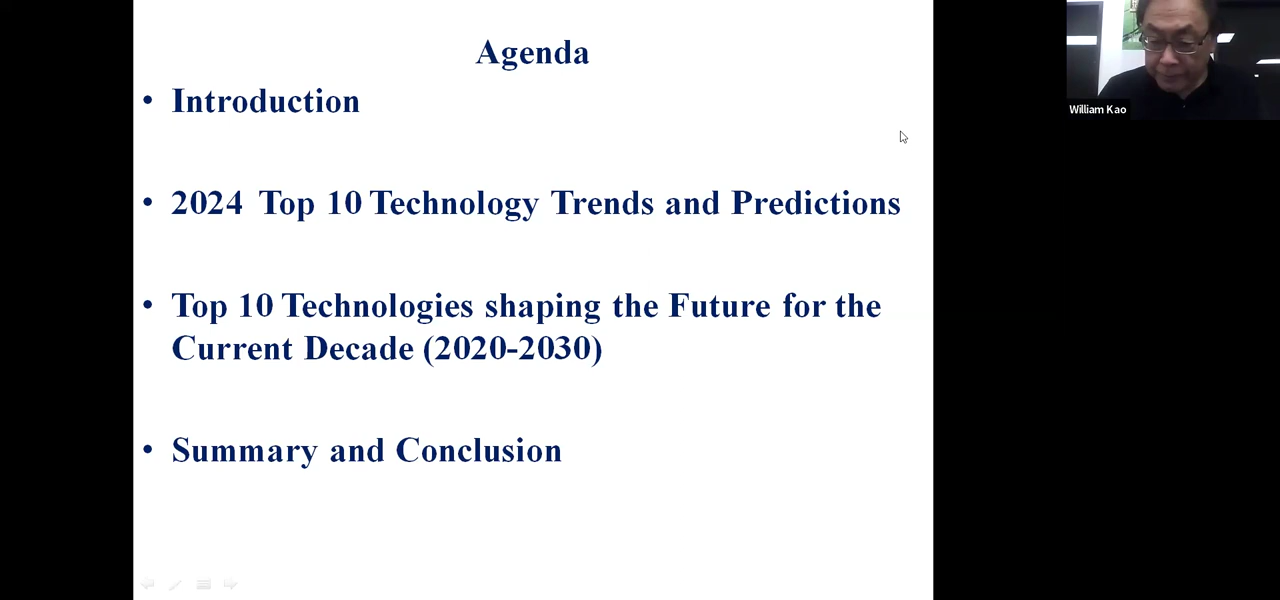 Agenda
• Introduction
• 2024 Top 10 Technology Trends and Predictions
• Top 10 Technologies shaping the Future for the
Current Decade (2020-2030)
• Summary and Conclusion
William Kao